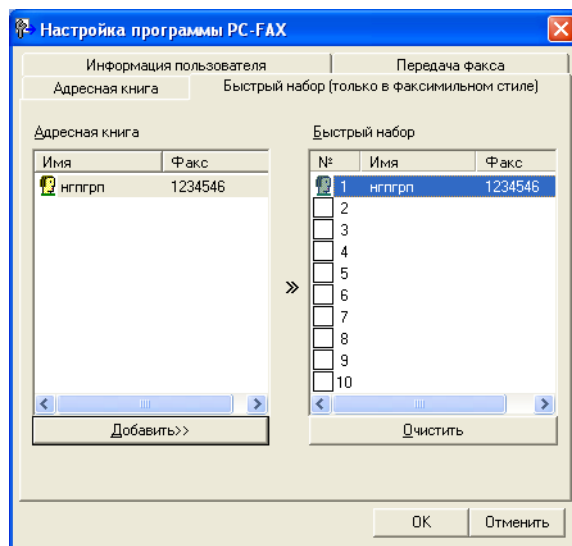 Настройка программы PC-FAX
Информация пользователя Передача факса
Адресная книга Быстрый набор (только в факсимильном стиле)
Адресная книга Быстрый набор
Имя Факс № Имя Факс
нгпгрп 1234546 1 нгпгрп 1234546
2
3
4
5
6
7
8
9
10
Добавить>> Очистить
OK Отменить